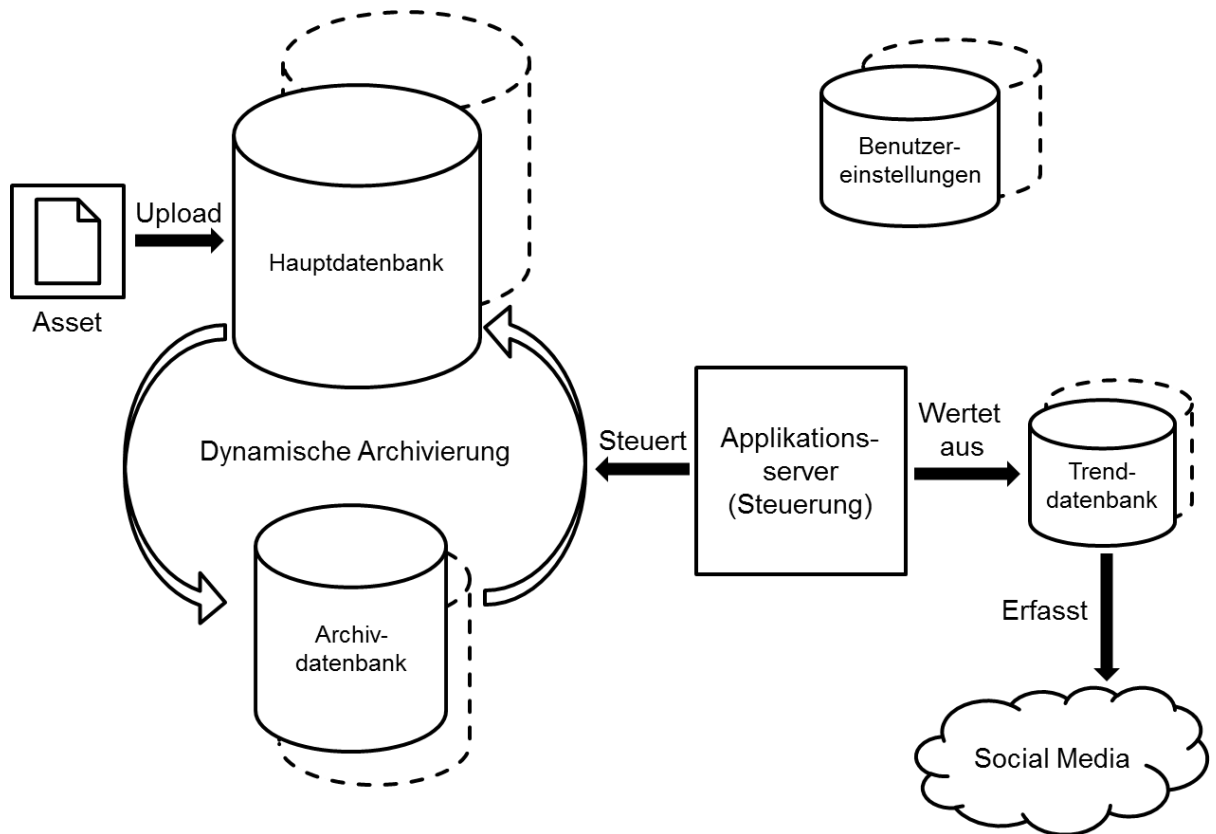 Benutzer-
einstellungen
Upload
Hauptdatenbank
Asset
Dynamische Archivierung
Steuert
Applikations-
server
(Steuerung)
Wertet
aus
Trend-
datenbank
Archiv-
datenbank
Erfasst
Social Media